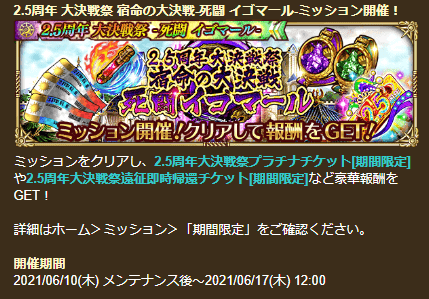 2.5周年 大決戦祭 宿命の大決戦-死闘 イゴマール-ミッション開催！
2.5周年 大決戦祭 -死闘 イゴマール-
2.5周年 大決戦祭
宿命の大決戦
死闘 イゴマール
ミッション開催！クリアして報酬をGET！
ミッションをクリアし、2.5周年大決戦祭プラチナチケット[期間限定]
や2.5周年大決戦祭遠征即時帰還チケット[期間限定]など豪華報酬を
GET！
詳細はホーム＞ミッション＞「期間限定」をご確認ください。
開催期間
2021/06/10(木) メンテナンス後～2021/06/17(木) 12:00